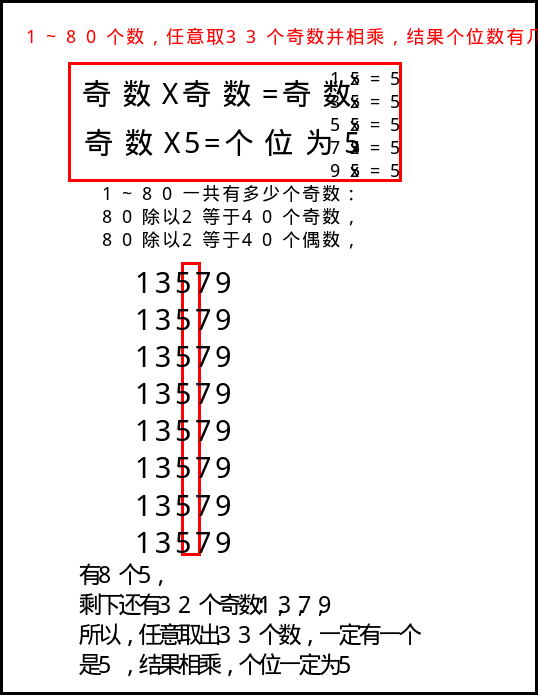 1~80个数,任意取33个奇数并相乘,结果个位数有
奇数X奇数=奇数
奇数X5=个位为5
1 x 5 = 5
3 x 5 = 5
5 x 5 = 5
7 x = 5
9 x 5 = 5
1~80一共有多少个奇数:
80除以2 等于40个奇数,
80除以2 等于40个偶数,
13579
13579
13579
13579
13579
13579
13579
13579
有8个5,
剩下还有32个奇数:1,3,7,9
所以,任意取出33个数,一定有一个
是5 ,结果相乘,个位一定为5